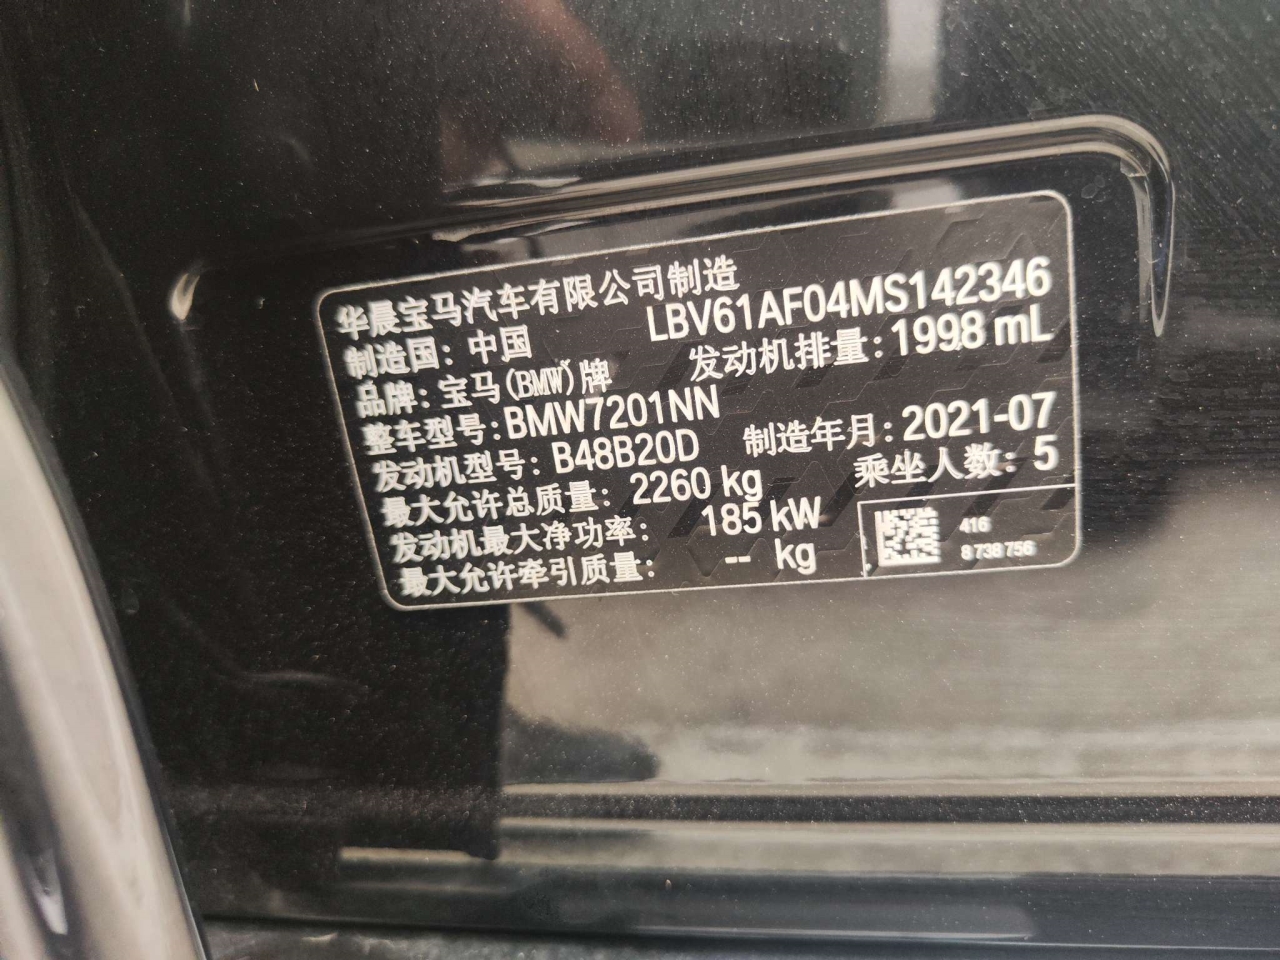 华晨宝马汽车有限公司制造
制造国：中国 LBV61AF04MS142346
品牌：宝马(BMW)牌 发动机排量：1998 mL
整车型号：BMW7201NN
发动机型号：B48B20D 制造年月：2021-07
最大允许总质量：2260 kg 乘坐人数：5
发动机最大净功率：185 kW
最大允许牵引质量：-- kg
416
8738756